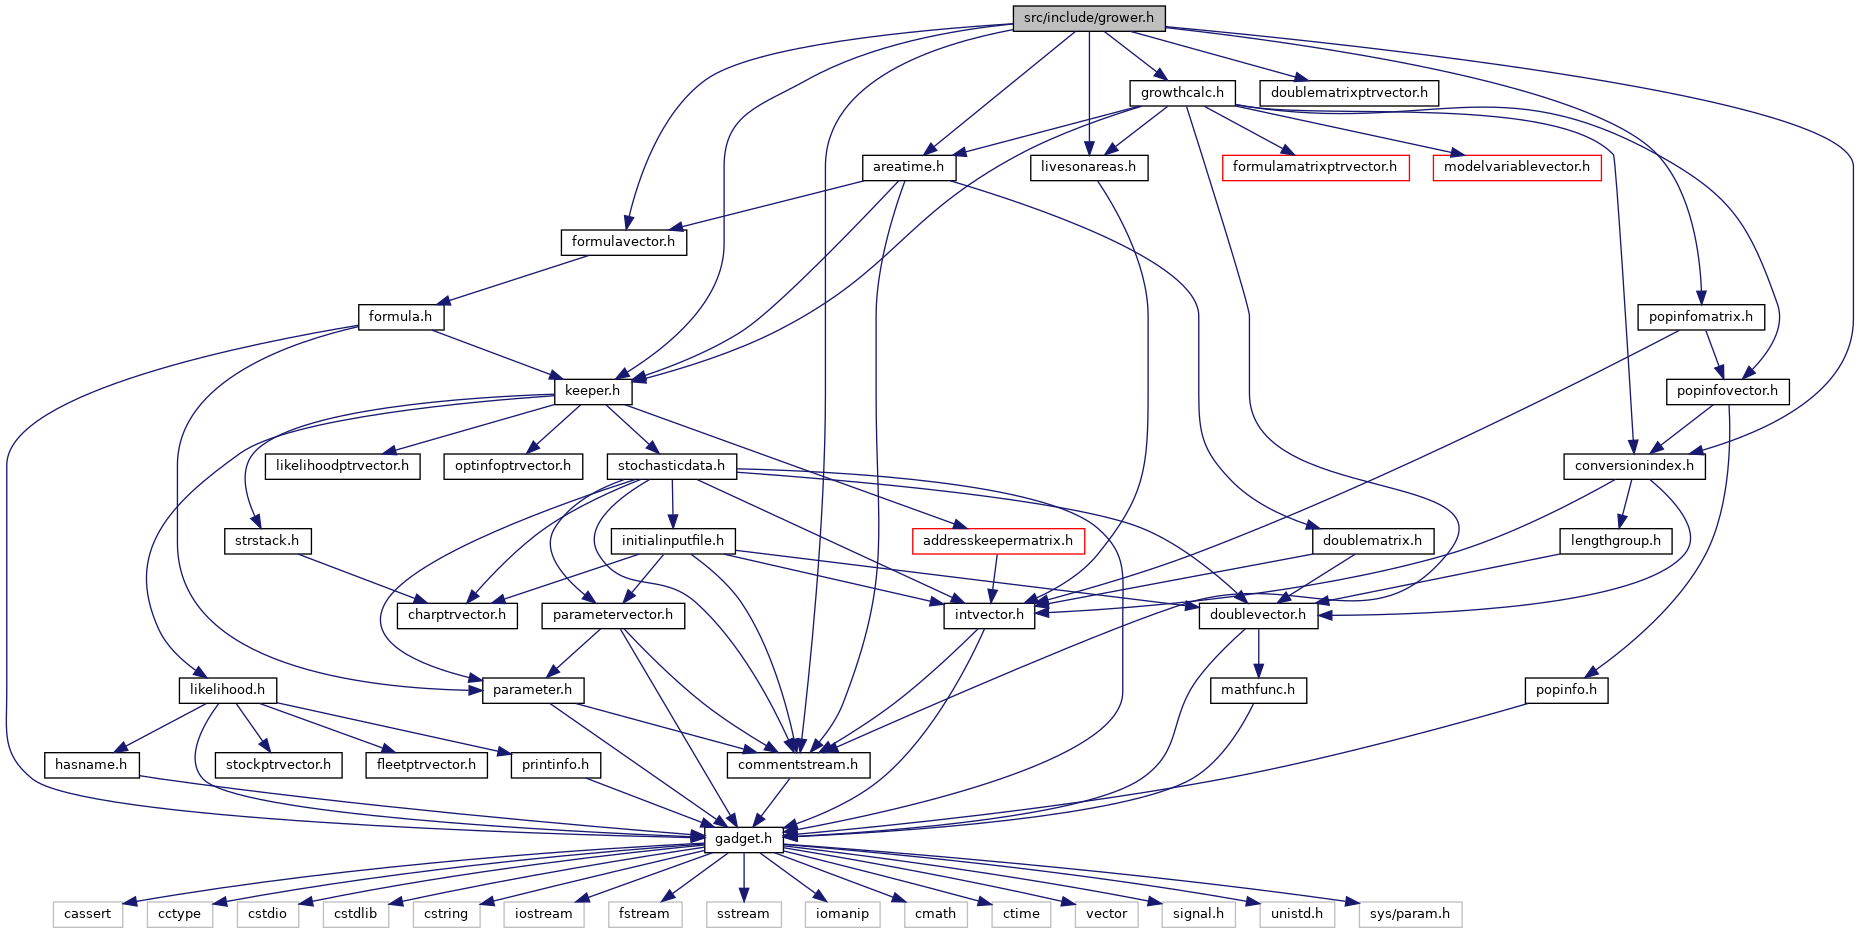 src/include/grower.h
growthcalc.h
doublematrixptrvector.h
areatime.h
livesonareas.h
formulamatrixptrvector.h
modelvariablevector.h
formulavector.h
formula.h
popinfomatrix.h
keeper.h
popinfovector.h
likelihoodptrvector.h
optinfoptrvector.h
stochasticdata.h
conversionindex.h
strstack.h
initialinputfile.h
addresskeepermatrix.h
doublematrix.h
lengthgroup.h
charptrvector.h
parametervector.h
intvector.h
doublevector.h
likelihood.h
parameter.h
mathfunc.h
popinfo.h
hasname.h
stockptrvector.h
fleetptrvector.h
printinfo.h
commentstream.h
gadget.h
cassert
cctype
cstdio
cstdlib
cstring
iostream
fstream
sstream
iomanip
cmath
ctime
vector
signal.h
unistd.h
sys/param.h